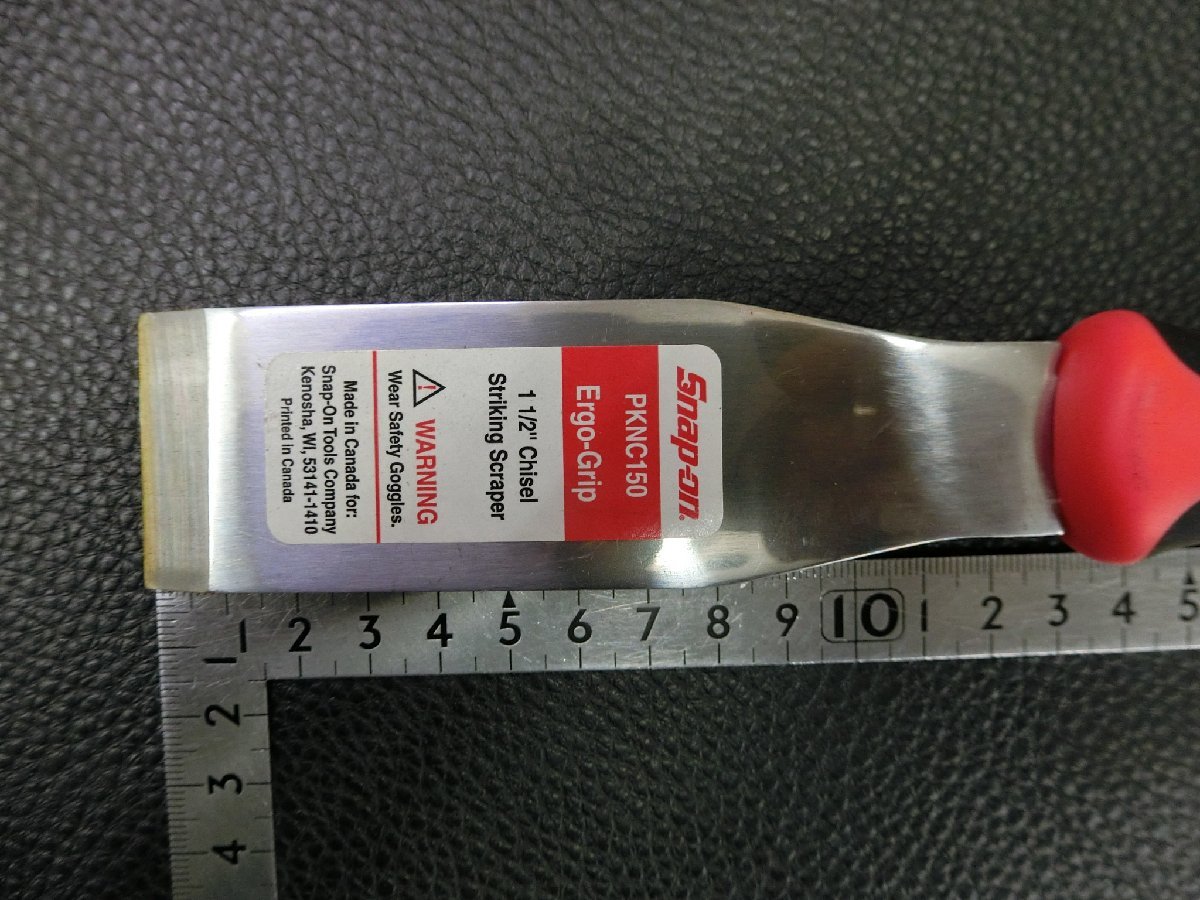 Snap-on
PKNC150
Ergo-Grip
1 1/2" Chisel
Striking Scraper
WARNING
Wear Safety Goggles.
Made in Canada for:
Snap-On Tools Company
Kenosha, WI, 53141-1410
Printed in Canada
1 2 3 4 5 6 7 8 9 10 1 2 3 4 5
1
2
3
4